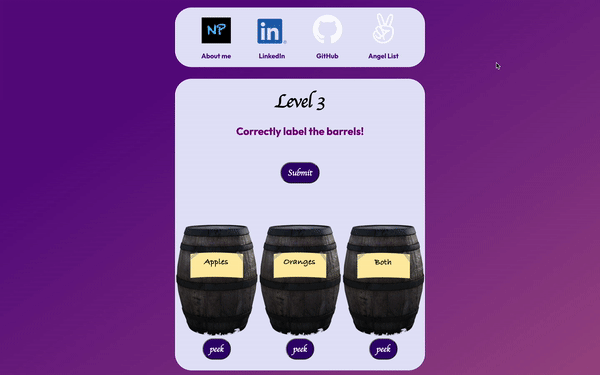 NP
in
About me
LinkedIn
GitHub
Angel List
Level 3
Correctly label the barrels!
Submit
Apples
Oranges
Both
peek
peek
peek